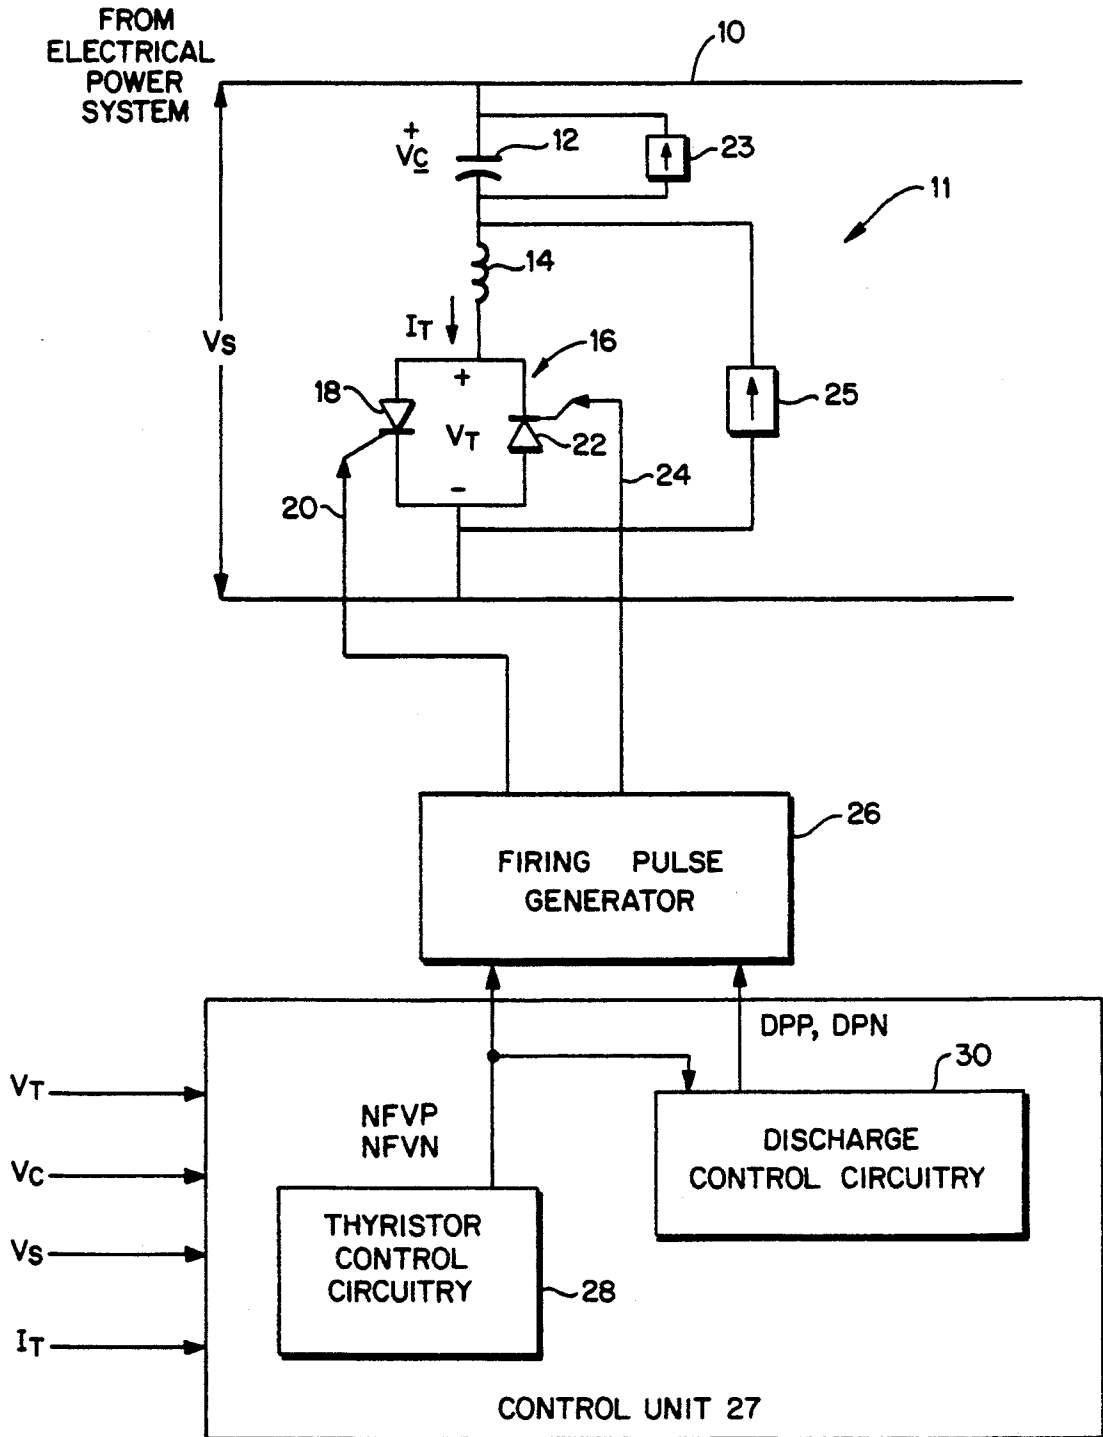 FROM
ELECTRICAL
POWER
SYSTEM
10
+
VC
-
12
23
11
14
IT
16
VS
18
+
VT
-
22
25
20
24
26
FIRING PULSE
GENERATOR
DPP, DPN
30
VT
NFVP
NFVN
DISCHARGE
CONTROL CIRCUITRY
VC
THYRISTOR
CONTROL
CIRCUITRY
VS
28
IT
CONTROL UNIT 27